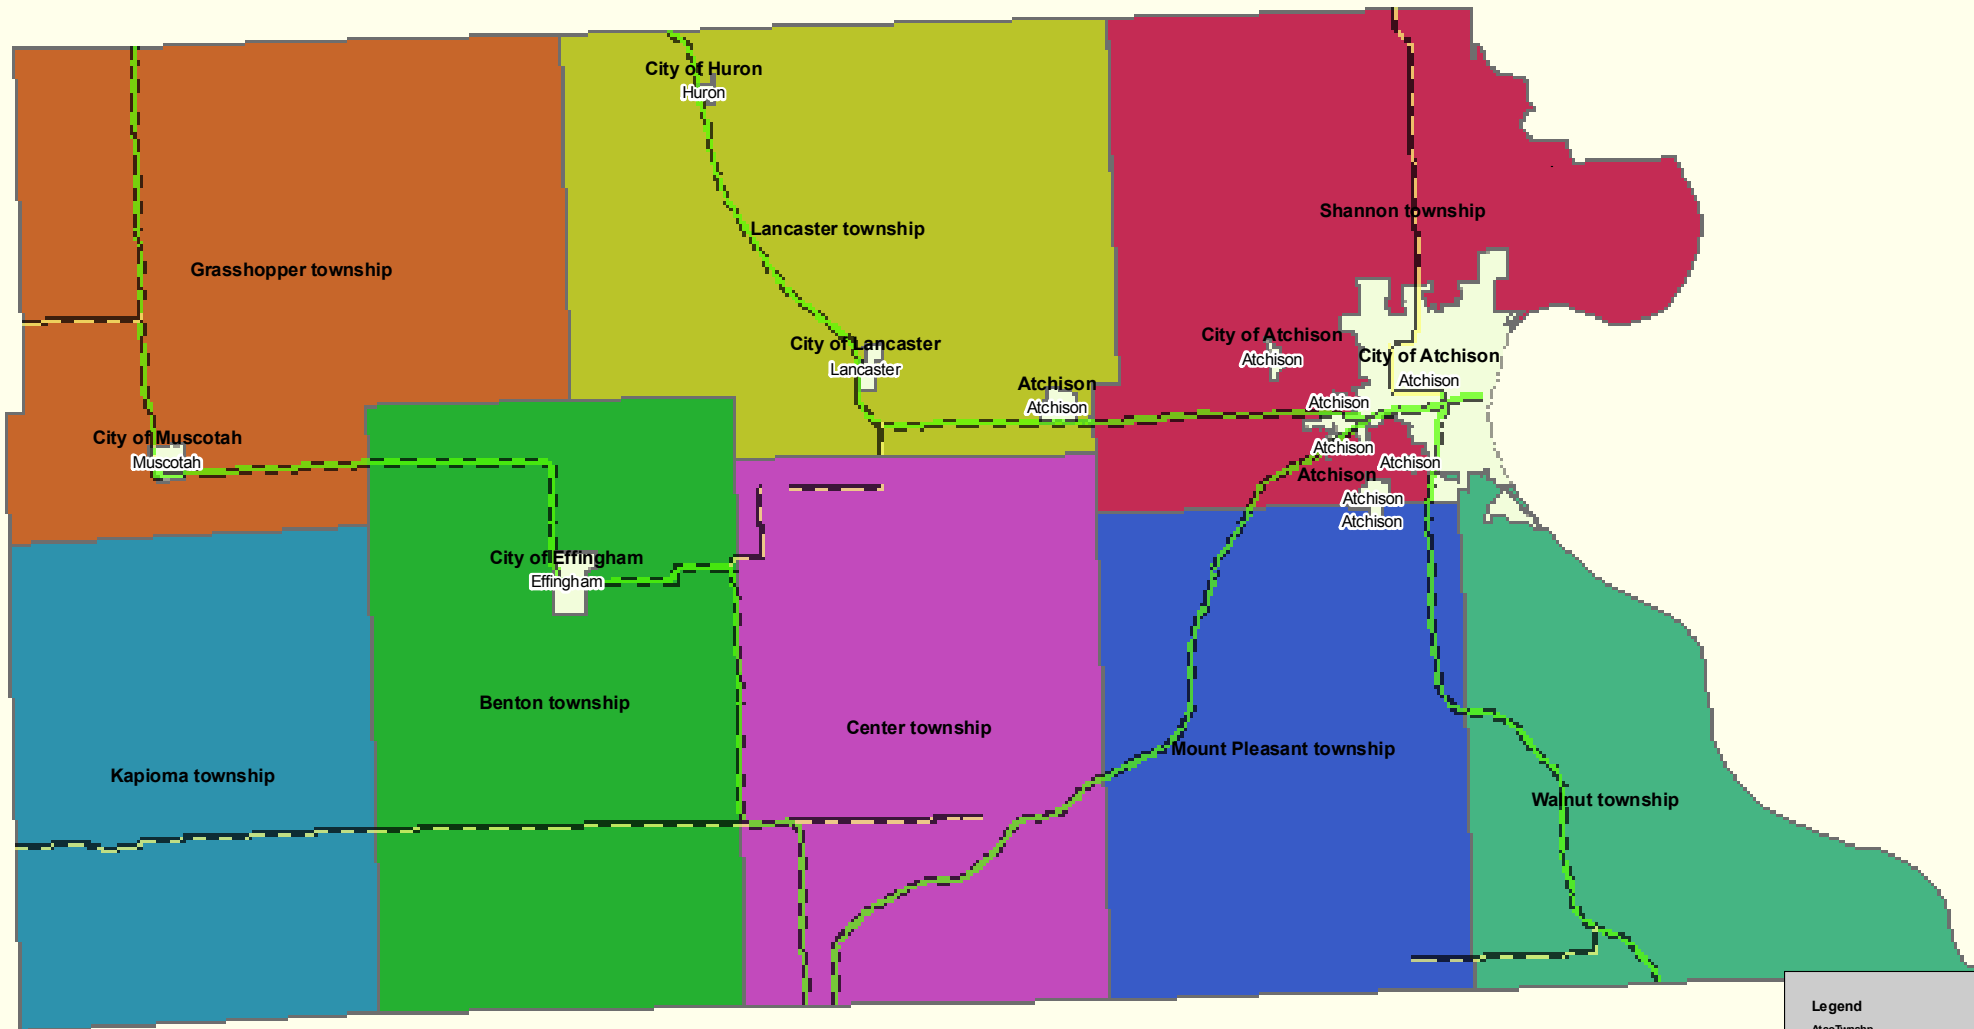 City of Huron
Huron
Shannon township
Lancaster township
Grasshopper township
City of Atchison
City of Lancaster
Atchison
City of Atchison
Lancaster
Atchison
Atchison
Atchison
Atchison
City of Muscotah
Atchison
Muscotah
Atchison
Atchison
Atchison
Atchison
City of Effingham
Effingham
Benton township
Center township
Mount Pleasant township
Kapioma township
Walnut township
Legend